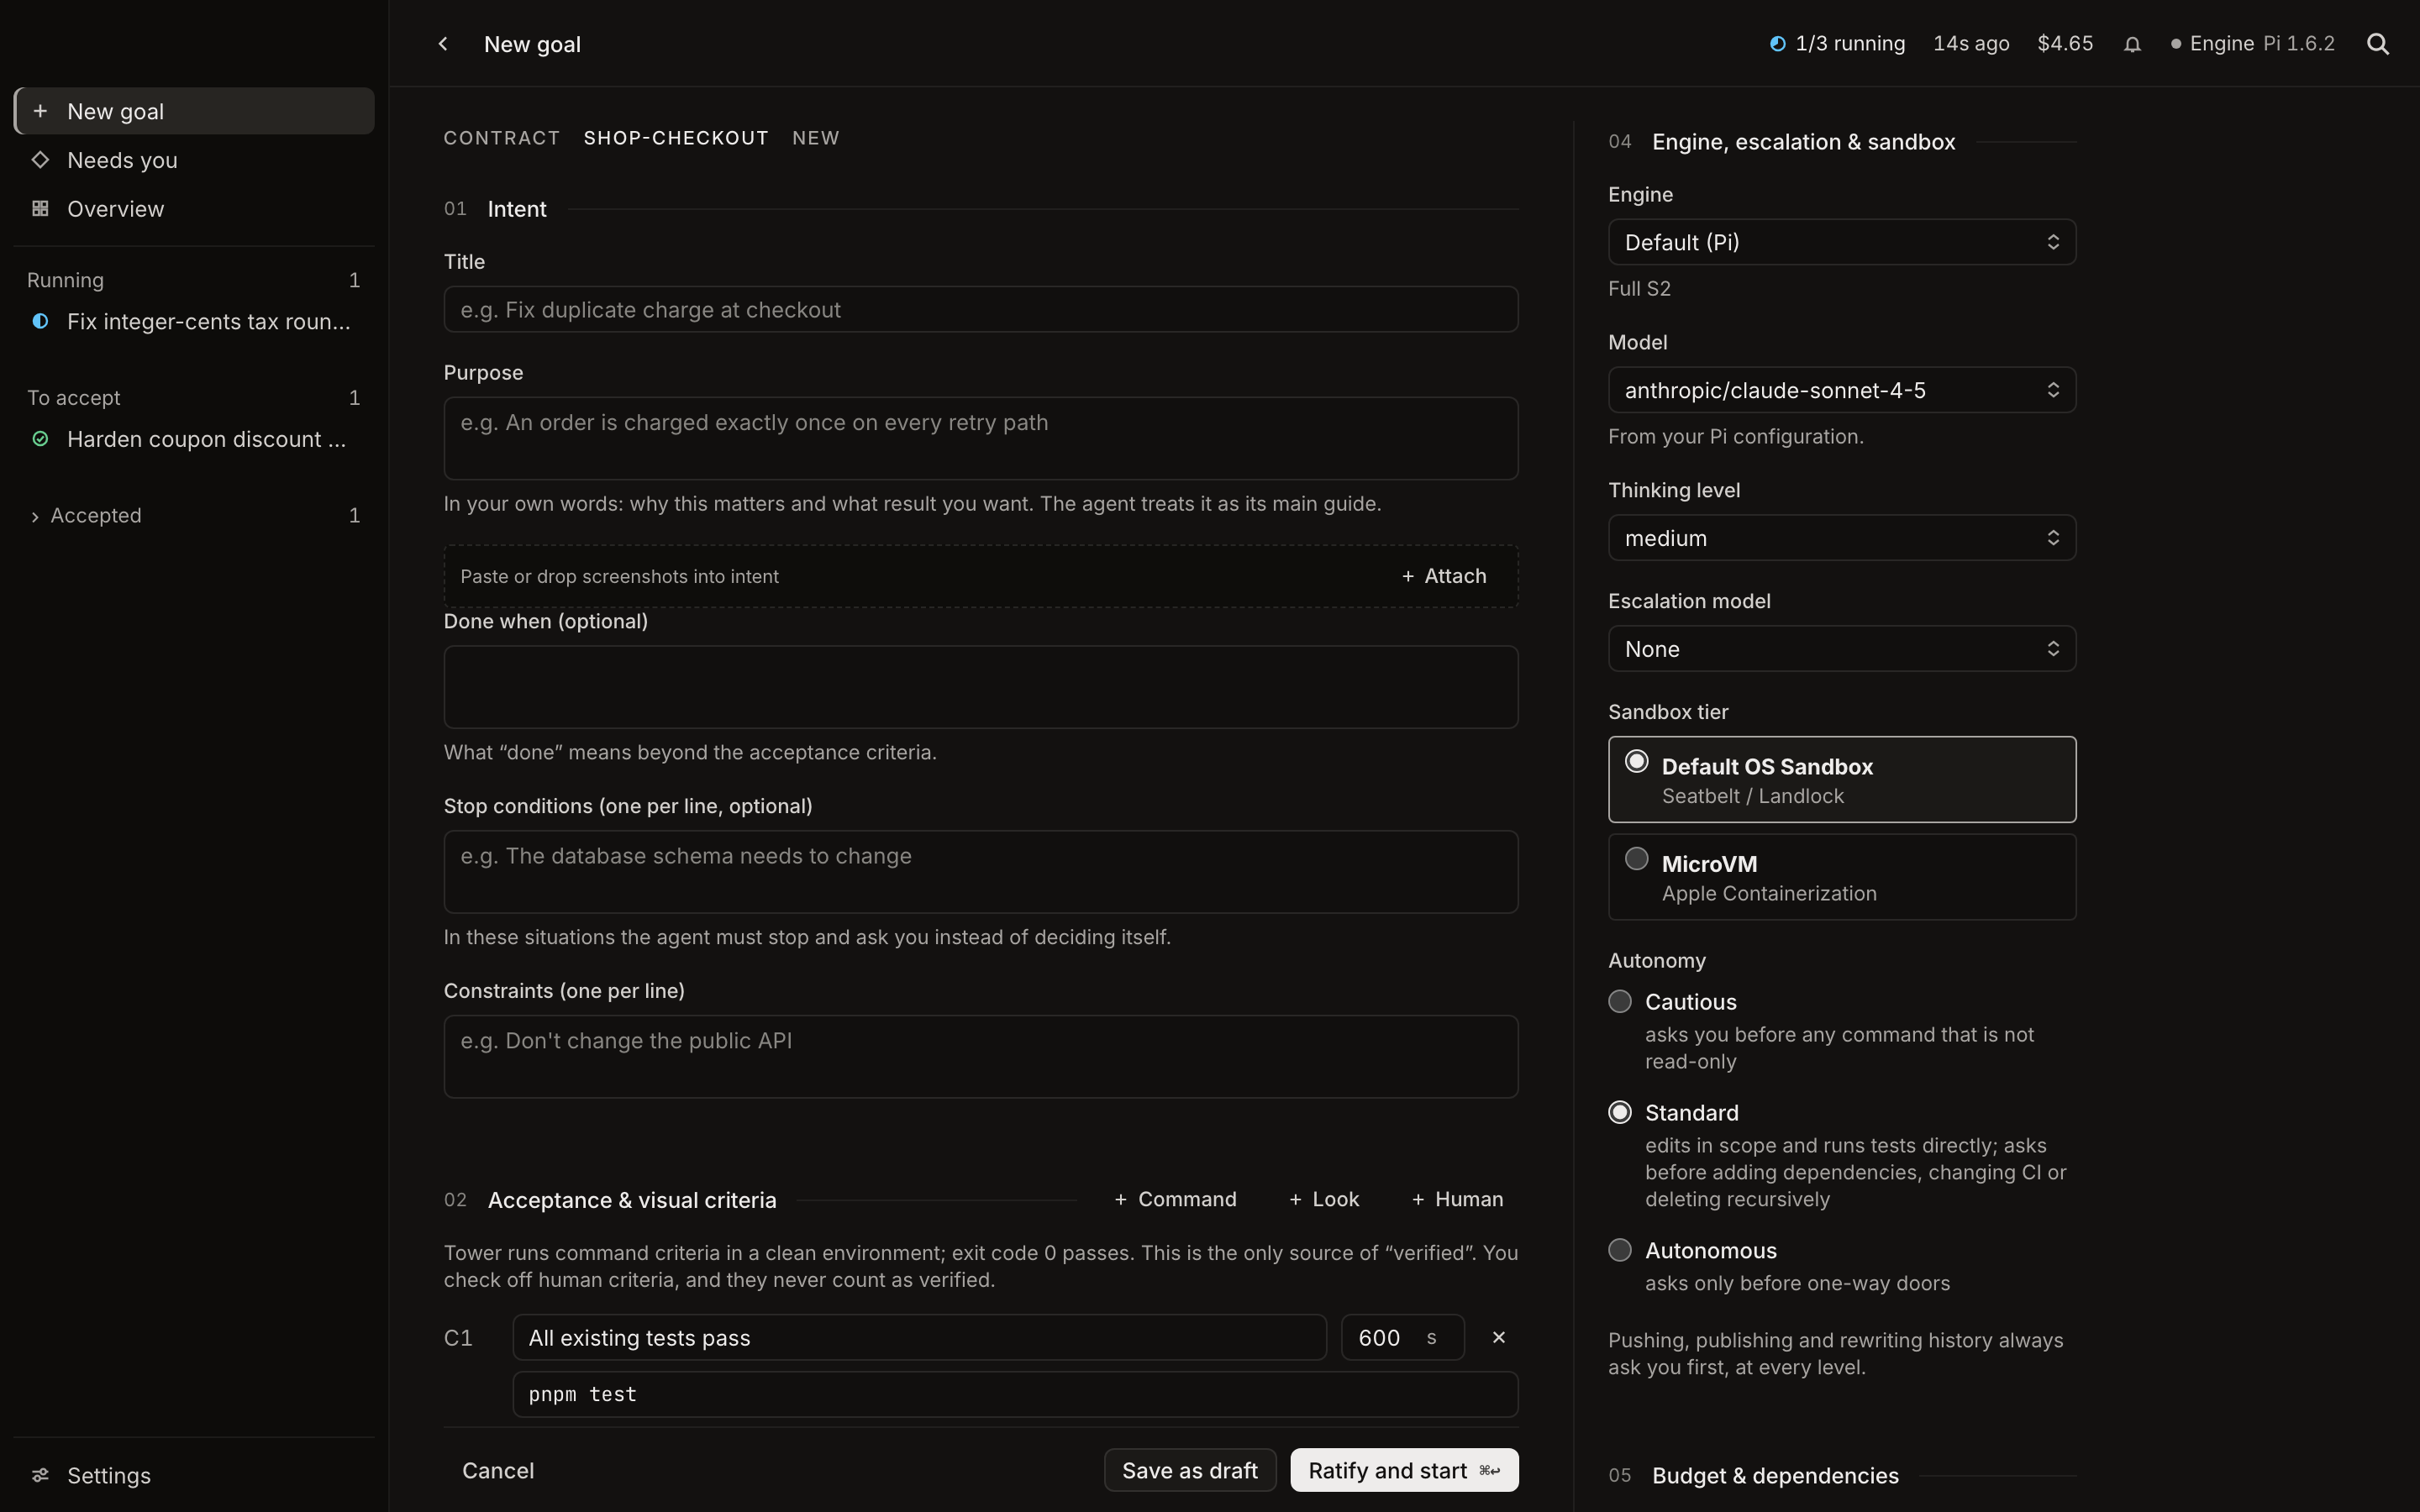 New goal
Needs you
Overview
Running 1
Fix integer-cents tax roun...
To accept 1
Harden coupon discount ...
Accepted 1
Settings
New goal
1/3 running 14s ago $4.65 Engine Pi 1.6.2
CONTRACT SHOP-CHECKOUT NEW
01 Intent
Title
e.g. Fix duplicate charge at checkout
Purpose
e.g. An order is charged exactly once on every retry path
In your own words: why this matters and what result you want. The agent treats it as its main guide.
Paste or drop screenshots into intent + Attach
Done when (optional)
What “done” means beyond the acceptance criteria.
Stop conditions (one per line, optional)
e.g. The database schema needs to change
In these situations the agent must stop and ask you instead of deciding itself.
Constraints (one per line)
e.g. Don't change the public API
02 Acceptance & visual criteria + Command + Look + Human
Tower runs command criteria in a clean environment; exit code 0 passes. This is the only source of “verified”. You
check off human criteria, and they never count as verified.
C1 All existing tests pass 600 s ×
pnpm test
Cancel Save as draft Ratify and start ⌘↩
04 Engine, escalation & sandbox
Engine
Default (Pi)
Full S2
Model
anthropic/claude-sonnet-4-5
From your Pi configuration.
Thinking level
medium
Escalation model
None
Sandbox tier
Default OS Sandbox
Seatbelt / Landlock
MicroVM
Apple Containerization
Autonomy
Cautious
asks you before any command that is not
read-only
Standard
edits in scope and runs tests directly; asks
before adding dependencies, changing CI or
deleting recursively
Autonomous
asks only before one-way doors
Pushing, publishing and rewriting history always
ask you first, at every level.
05 Budget & dependencies